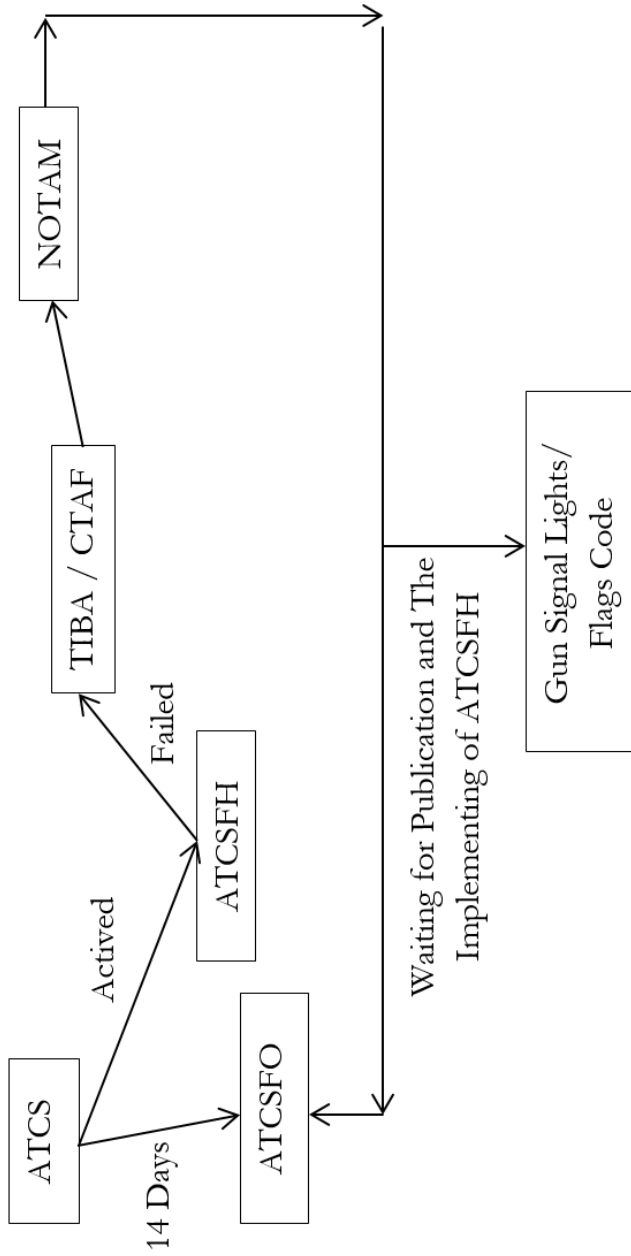 ATCS
14 Days
Actived
ATCSFO
ATCSFH
Failed
TIBA / CTAF
NOTAM
Waiting for Publication and The
Implementing of ATCSFH
Gun Signal Lights/
Flags Code